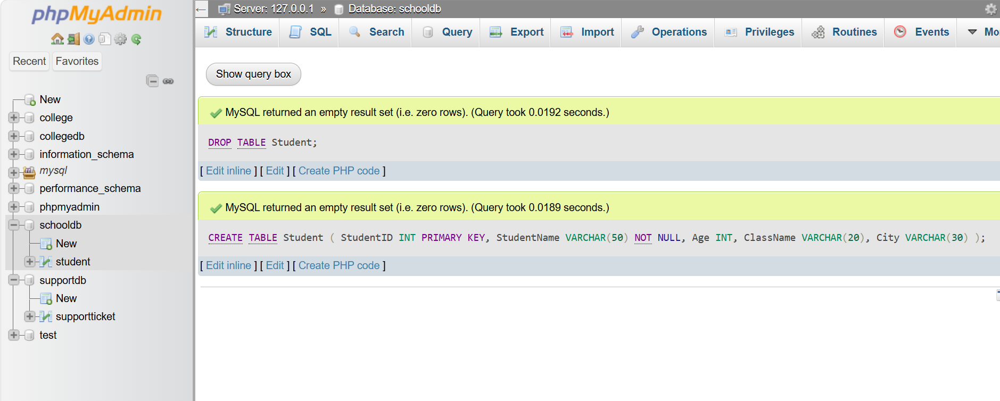 phpMyAdmin
Recent
Favorites
New
college
collegedb
information_schema
mysql
performance_schema
phpmyadmin
schooldb
New
student
supportdb
New
supportticket
test
Server: 127.0.0.1 » Database: schooldb
Structure
SQL
Search
Query
Export
Import
Operations
Privileges
Routines
Events
Show query box
MySQL returned an empty result set (i.e. zero rows). (Query took 0.0192 seconds.)
DROP TABLE Student;
[ Edit inline ] [ Edit ] [ Create PHP code ]
MySQL returned an empty result set (i.e. zero rows). (Query took 0.0189 seconds.)
CREATE TABLE Student ( StudentID INT PRIMARY KEY, StudentName VARCHAR(50) NOT NULL, Age INT, ClassName VARCHAR(20), City VARCHAR(30) );
[ Edit inline ] [ Edit ] [ Create PHP code ]